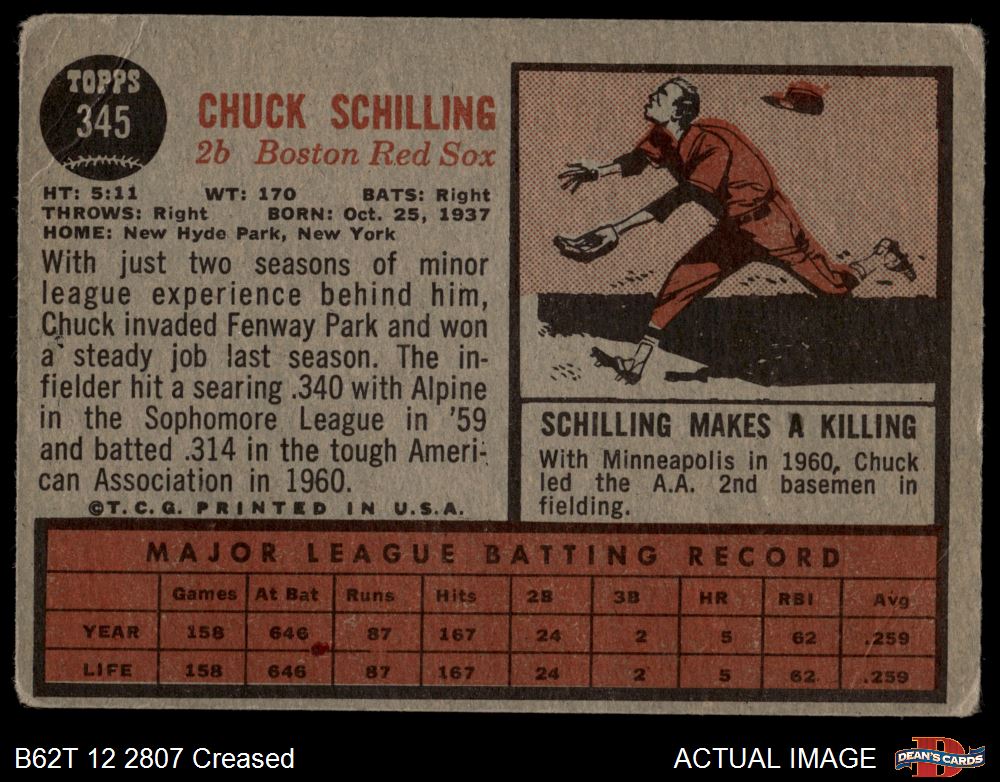 TOPPS
345
CHUCK SCHILLING
2b Boston Red Sox
HT: 5:11 WT: 170 BATS: Right
THROWS: Right BORN: Oct. 25, 1937
HOME: New Hyde Park, New York
With just two seasons of minor
league experience behind him,
Chuck invaded Fenway Park and won
a steady job last season. The in-
fielder hit a searing .340 with Alpine
in the Sophomore League in '59
and batted .314 in the tough Ameri-
can Association in 1960.
©T.C.G. PRINTED IN U.S.A.
SCHILLING MAKES A KILLING
With Minneapolis in 1960, Chuck
led the A.A. 2nd basemen in
fielding.
MAJOR LEAGUE BATTING RECORD
Games At Bat Runs Hits 2B 3B HR RBI Avg
YEAR 158 646 87 167 24 2 5 62 .259
LIFE 158 646 87 167 24 2 5 62 .259
B62T 12 2807 Creased
ACTUAL IMAGE
D
DEAN'S CARDS